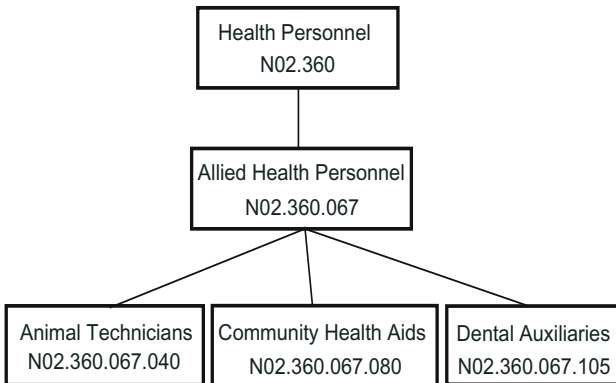 Health Personnel
N02.360
Allied Health Personnel
N02.360.067
Animal Technicians
N02.360.067.040
Community Health Aids
N02.360.067.080
Dental Auxiliaries
N02.360.067.105